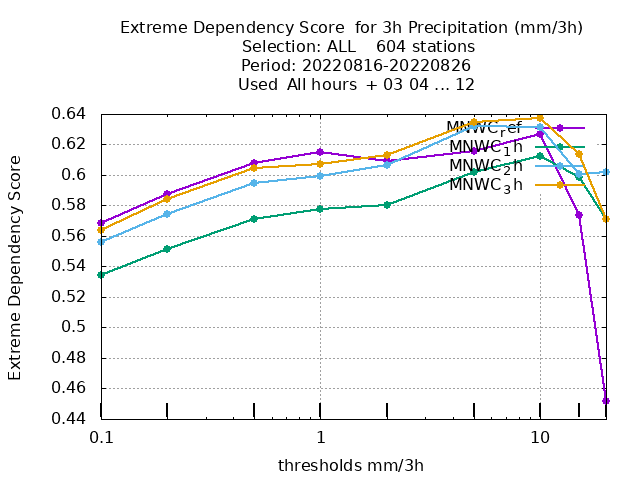 Extreme Dependency Score for 3h Precipitation (mm/3h)
Selection: ALL 604 stations
Period: 20220816-20220826
Used All hours + 03 04 ... 12
Extreme Dependency Score
0.64
0.62
0.6
0.58
0.56
0.54
0.52
0.5
0.48
0.46
0.44
MNWC_ref
MNWC_1h
MNWC_2h
MNWC_3h
0.1 1 10
thresholds mm/3h